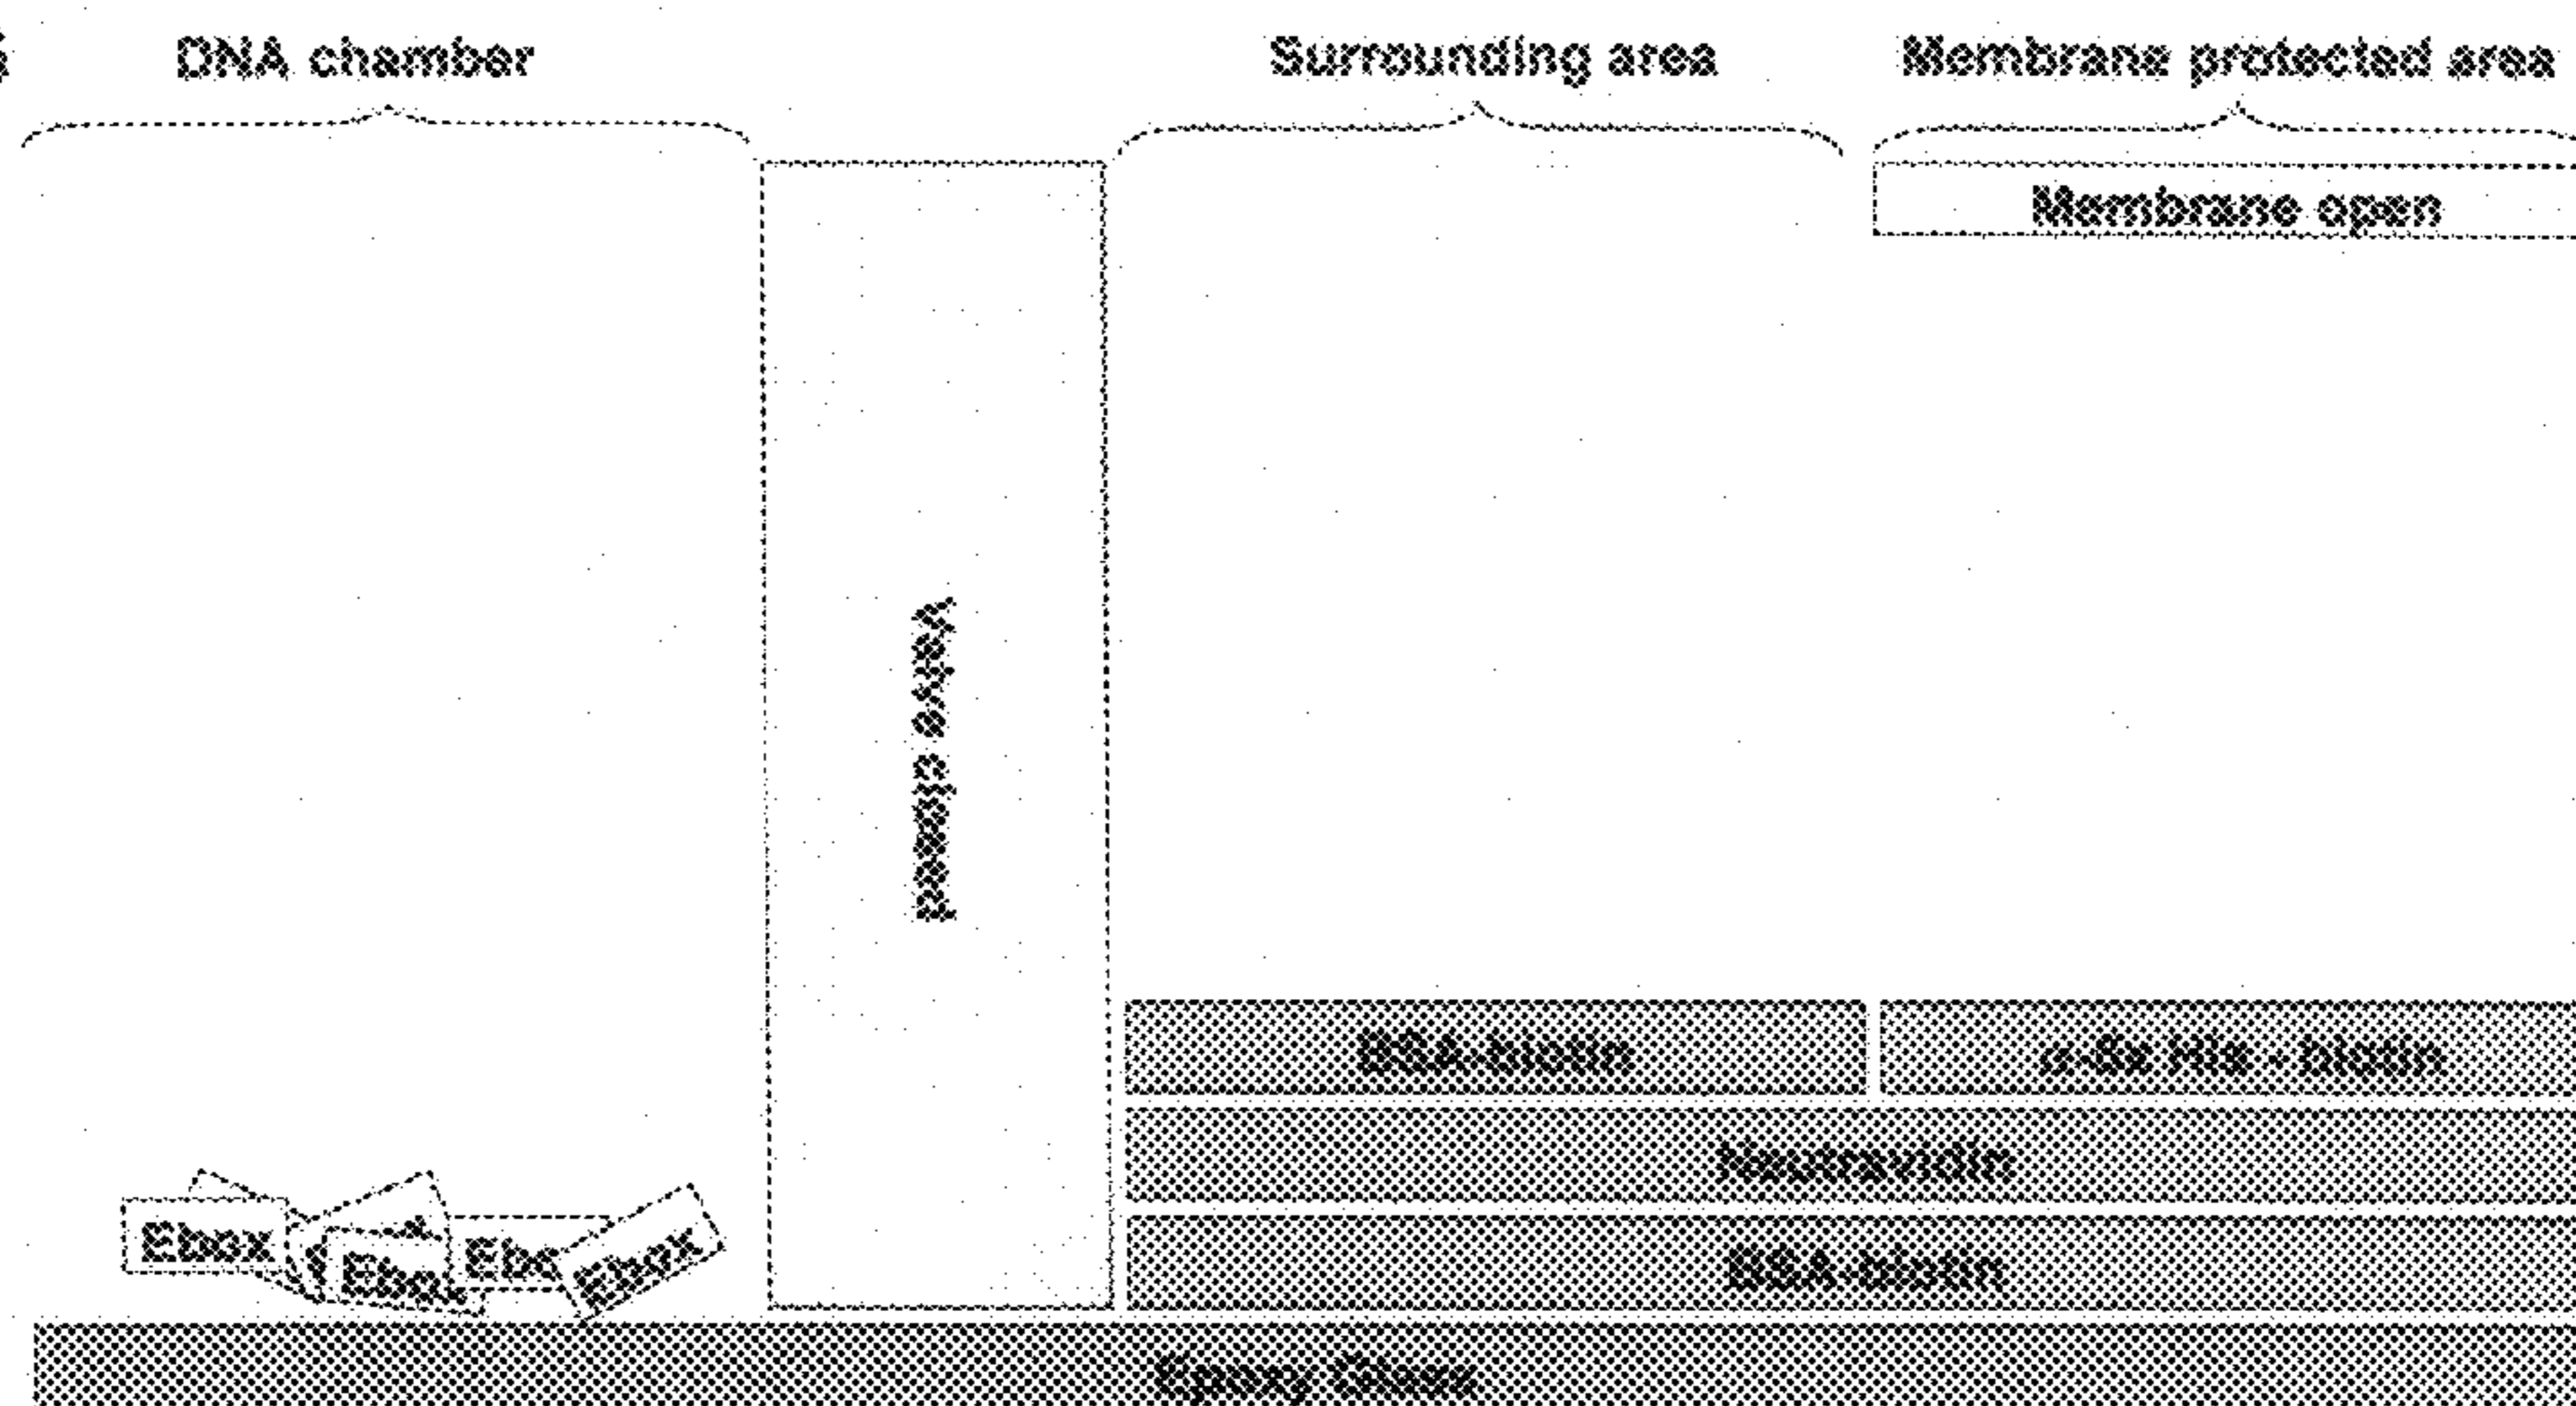 DNA chamber
Surrounding area
Membrane protected area
Membrane open
Valve closed
BSA-biotin
α-6x His - biotin
Neutravidin
Ebox
Ebox
BSA-biotin
Epoxy Glass